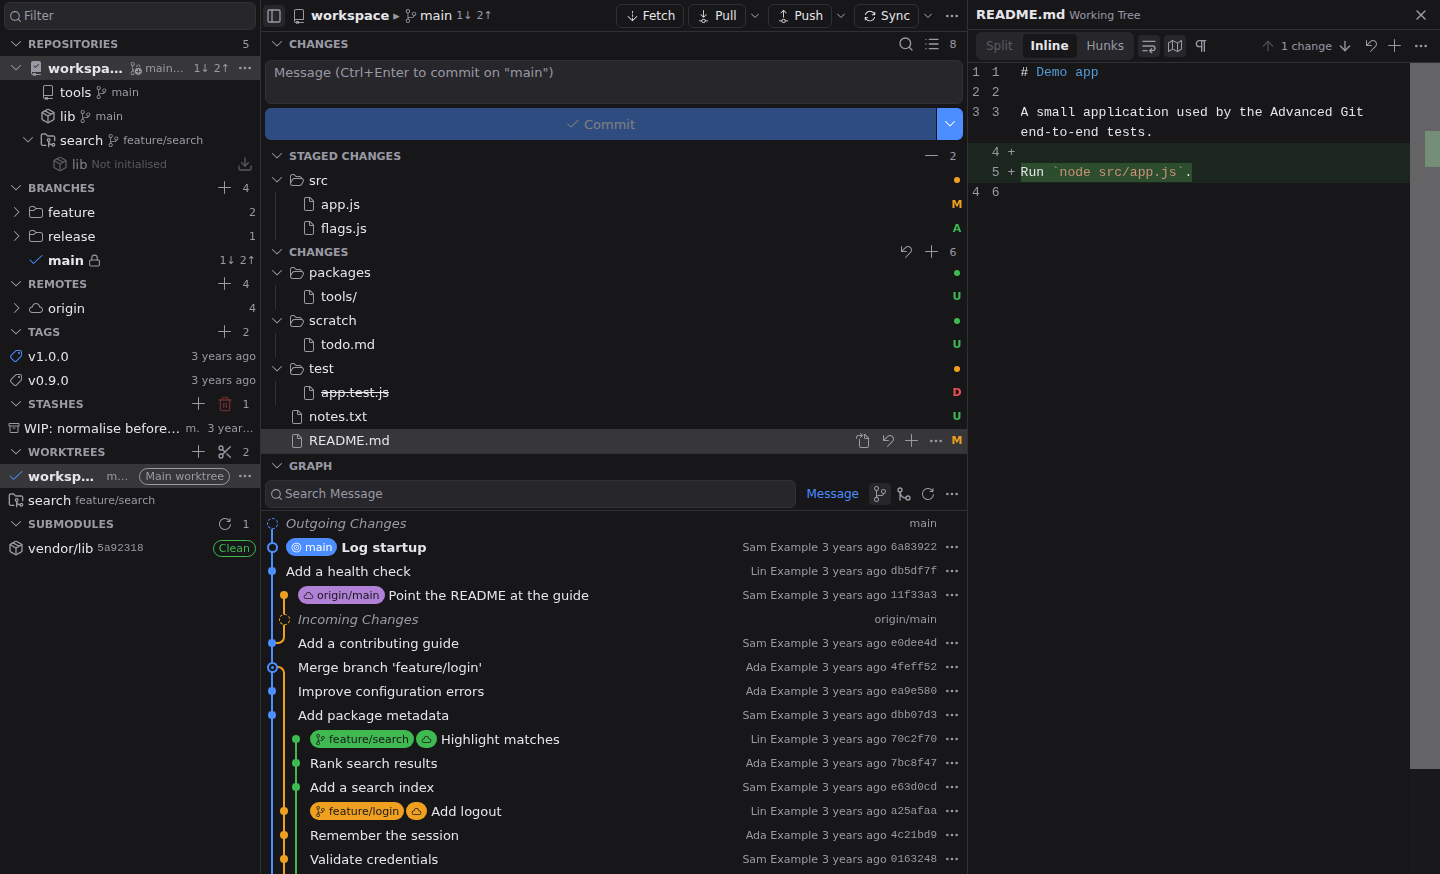 Filter
REPOSITORIES 5
workspa... main... 1↓ 2↑
tools main
lib main
search feature/search
lib Not initialised
BRANCHES 4
feature 2
release 1
main 1↓ 2↑
REMOTES 4
origin 4
TAGS 2
v1.0.0 3 years ago
v0.9.0 3 years ago
STASHES 1
WIP: normalise before... m. 3 year...
WORKTREES 2
worksp... m... Main worktree
search feature/search
SUBMODULES 1
vendor/lib 5a92318 Clean
workspace ▸ main 1↓ 2↑ Fetch Pull Push Sync
CHANGES 8
Message (Ctrl+Enter to commit on "main")
Commit
STAGED CHANGES 2
src
app.js M
flags.js A
CHANGES 6
packages
tools/ U
scratch
todo.md U
test
app.test.js D
notes.txt U
README.md M
GRAPH
Search Message Message
Outgoing Changes main
main Log startup Sam Example 3 years ago 6a83922
Add a health check Lin Example 3 years ago db5df7f
origin/main Point the README at the guide Sam Example 3 years ago 11f33a3
Incoming Changes origin/main
Add a contributing guide Sam Example 3 years ago e0dee4d
Merge branch 'feature/login' Ada Example 3 years ago 4feff52
Improve configuration errors Ada Example 3 years ago ea9e580
Add package metadata Sam Example 3 years ago dbb07d3
feature/search Highlight matches Lin Example 3 years ago 70c2f70
Rank search results Ada Example 3 years ago 7bc8f47
Add a search index Sam Example 3 years ago e63d0cd
feature/login Add logout Lin Example 3 years ago a25afaa
Remember the session Ada Example 3 years ago 4c21bd9
Validate credentials Sam Example 3 years ago 0163248
README.md Working Tree
Split Inline Hunks ¶ 1 change
1 1 # Demo app
2 2
3 3 A small application used by the Advanced Git
end-to-end tests.
4 +
5 + Run `node src/app.js`.
4 6